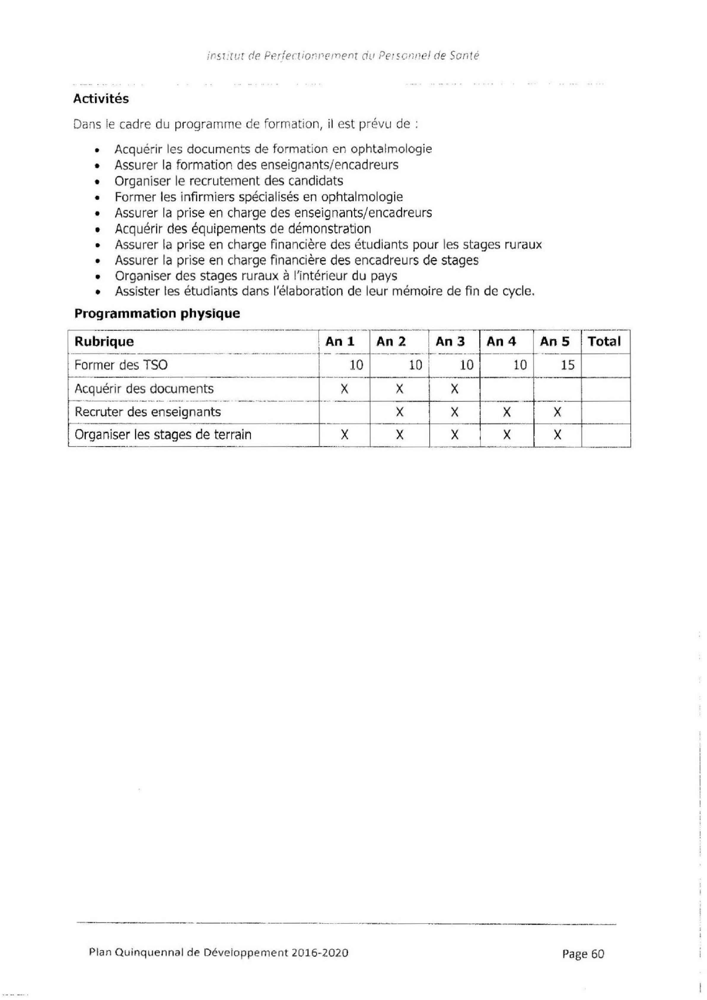 Institut de Perfectionnement du Personnel de Santé
Activités
Dans le cadre du programme de formation, il est prévu de :
• Acquérir les documents de formation en ophtalmologie
• Assurer la formation des enseignants/encadreurs
• Organiser le recrutement des candidats
• Former les infirmiers spécialisés en ophtalmologie
• Assurer la prise en charge des enseignants/encadreurs
• Acquérir des équipements de démonstration
• Assurer la prise en charge financière des étudiants pour les stages ruraux
• Assurer la prise en charge financière des encadreurs de stages
• Organiser des stages ruraux à l'intérieur du pays
• Assister les étudiants dans l'élaboration de leur mémoire de fin de cycle.
Programmation physique
Rubrique An 1 An 2 An 3 An 4 An 5 Total
Former des TSO 10 10 10 10 15
Acquérir des documents X X X
Recruter des enseignants X X X X
Organiser les stages de terrain X X X X X
Plan Quinquennal de Développement 2016-2020 Page 60